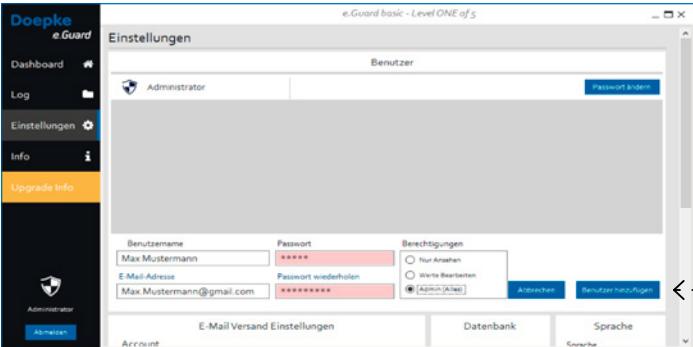 e.Guard basic - Level ONE of 5
Doepke
e.Guard
Dashboard
Log
Einstellungen
Info
Upgrade Info
Administrator
Abmelden
Einstellungen
Benutzer
Administrator
Passwort ändern
Benutzername
Passwort
Berechtigungen
Max Mustermann
*****
Nur Ansehen
Werte Bearbeiten
Admin (Alles)
E-Mail-Adresse
Passwort wiederholen
Max.Mustermann@gmail.com
*********
Abbrechen
Benutzer hinzufügen
E-Mail Versand Einstellungen
Datenbank
Sprache
Account
Sprache